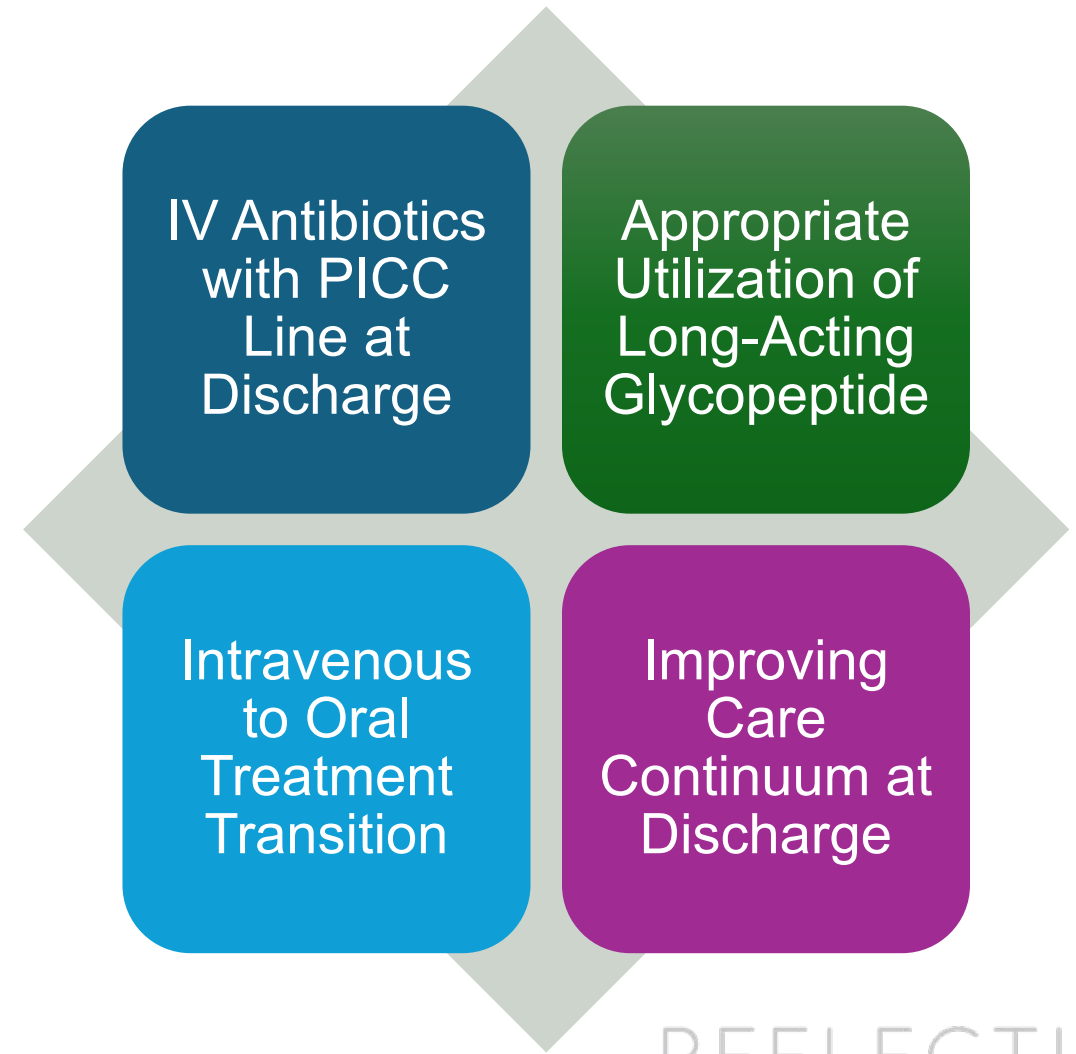 IV Antibiotics
with PICC
Line at
Discharge
Appropriate
Utilization of
Long-Acting
Glycopeptide
Intravenous
to Oral
Treatment
Transition
Improving
Care
Continuum at
Discharge